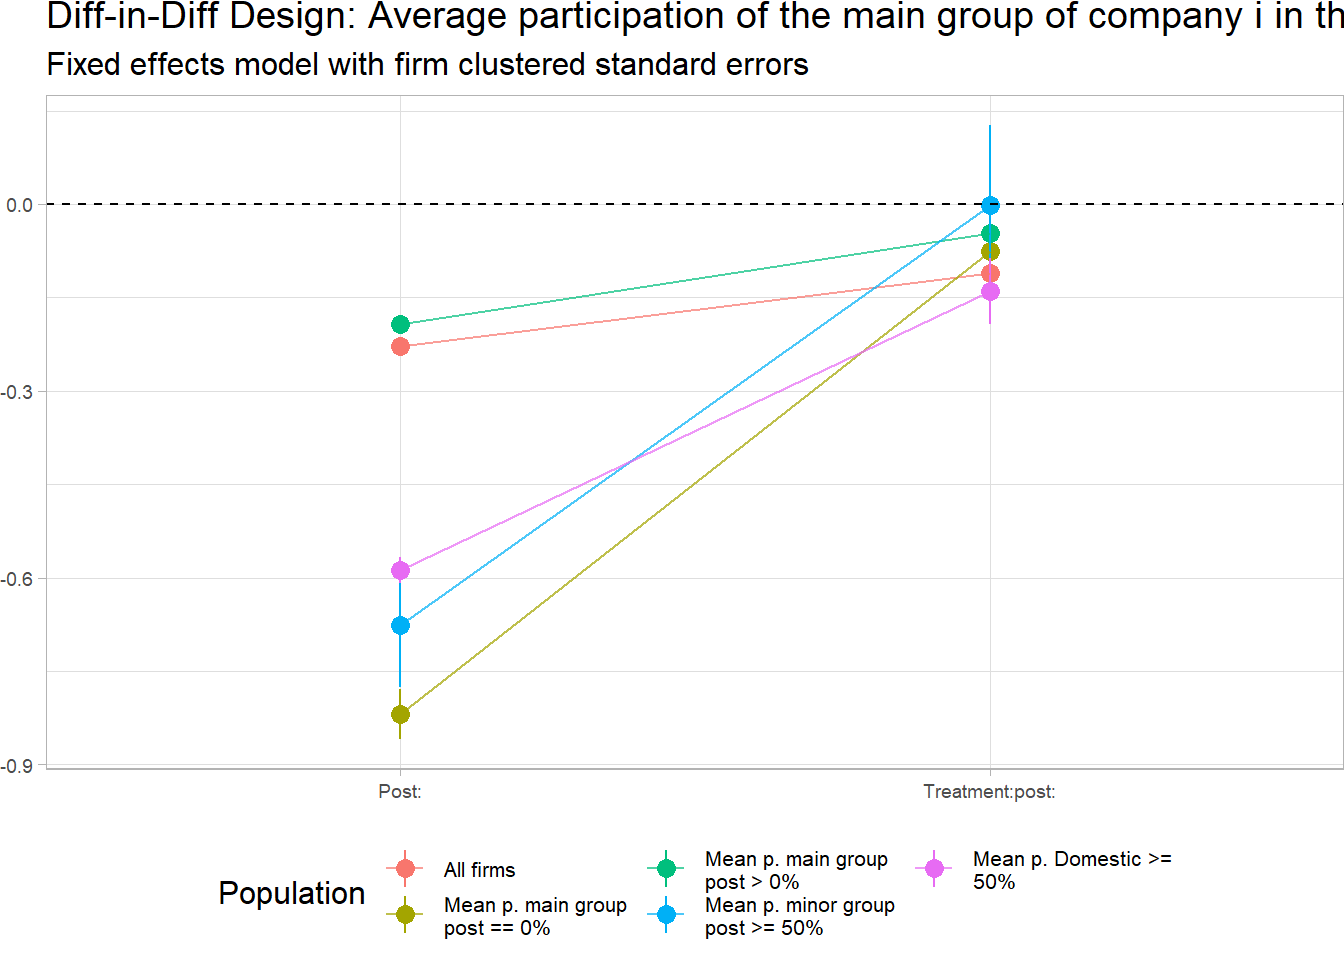 Diff-in-Diff Design: Average participation of the main group of company i in
Fixed effects model with firm clustered standard errors
0.0
-0.3
-0.6
-0.9
Post:
Treatment:post:
Population
All firms
Mean p. main group
post == 0%
Mean p. main group
post > 0%
Mean p. minor group
post >= 50%
Mean p. Domestic >=
50%